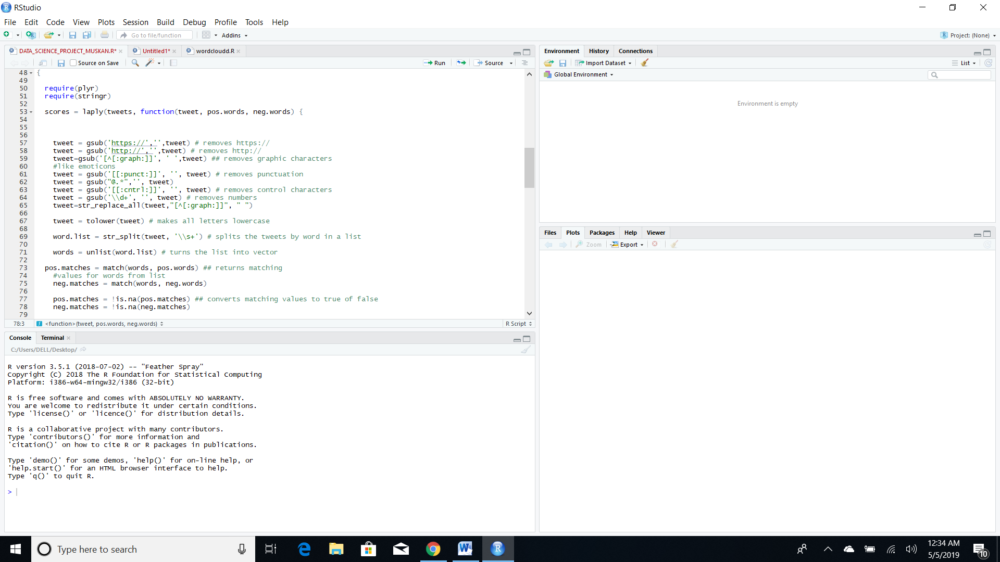 RStudio
File Edit Code View Plots Session Build Debug Profile Tools Help
Go to file/function Addins Project: (None)
DATA_SCIENCE_PROJECT_MUSKAN.R* Untitled1* wordcloudd.R
Source on Save Run Source
48 {
49
50 require(plyr)
51 require(stringr)
52
53 scores = laply(tweets, function(tweet, pos.words, neg.words) {
54
55
56
57 tweet = gsub('https://','',tweet) # removes https://
58 tweet = gsub('http://','',tweet) # removes http://
59 tweet=gsub('[^[:graph:]]', ' ',tweet) ## removes graphic characters
60 #like emoticons
61 tweet = gsub('[[:punct:]]', '', tweet) # removes punctuation
62 tweet = gsub("@.*",'', tweet)
63 tweet = gsub('[[:cntrl:]]', '', tweet) # removes control characters
64 tweet = gsub('\\d+', '', tweet) # removes numbers
65 tweet=str_replace_all(tweet,"[^[:graph:]]", " ")
66
67 tweet = tolower(tweet) # makes all letters lowercase
68
69 word.list = str_split(tweet, '\\s+') # splits the tweets by word in a list
70
71 words = unlist(word.list) # turns the list into vector
72
73 pos.matches = match(words, pos.words) ## returns matching
74 #values for words from list
75 neg.matches = match(words, neg.words)
76
77 pos.matches = !is.na(pos.matches) ## converts matching values to true of false
78 neg.matches = !is.na(neg.matches)
79
78:3 <function>(tweet, pos.words, neg.words) R Script
Console Terminal
C:/Users/DELL/Desktop/
R version 3.5.1 (2018-07-02) -- "Feather Spray"
Copyright (C) 2018 The R Foundation for Statistical Computing
Platform: i386-w64-mingw32/i386 (32-bit)
R is free software and comes with ABSOLUTELY NO WARRANTY.
You are welcome to redistribute it under certain conditions.
Type 'license()' or 'licence()' for distribution details.
R is a collaborative project with many contributors.
Type 'contributors()' for more information and
'citation()' on how to cite R or R packages in publications.
Type 'demo()' for some demos, 'help()' for on-line help, or
'help.start()' for an HTML browser interface to help.
Type 'q()' to quit R.
>
Environment History Connections
Import Dataset List
Global Environment
Environment is empty
Files Plots Packages Help Viewer
Zoom Export
Type here to search
12:34 AM
5/5/2019
10